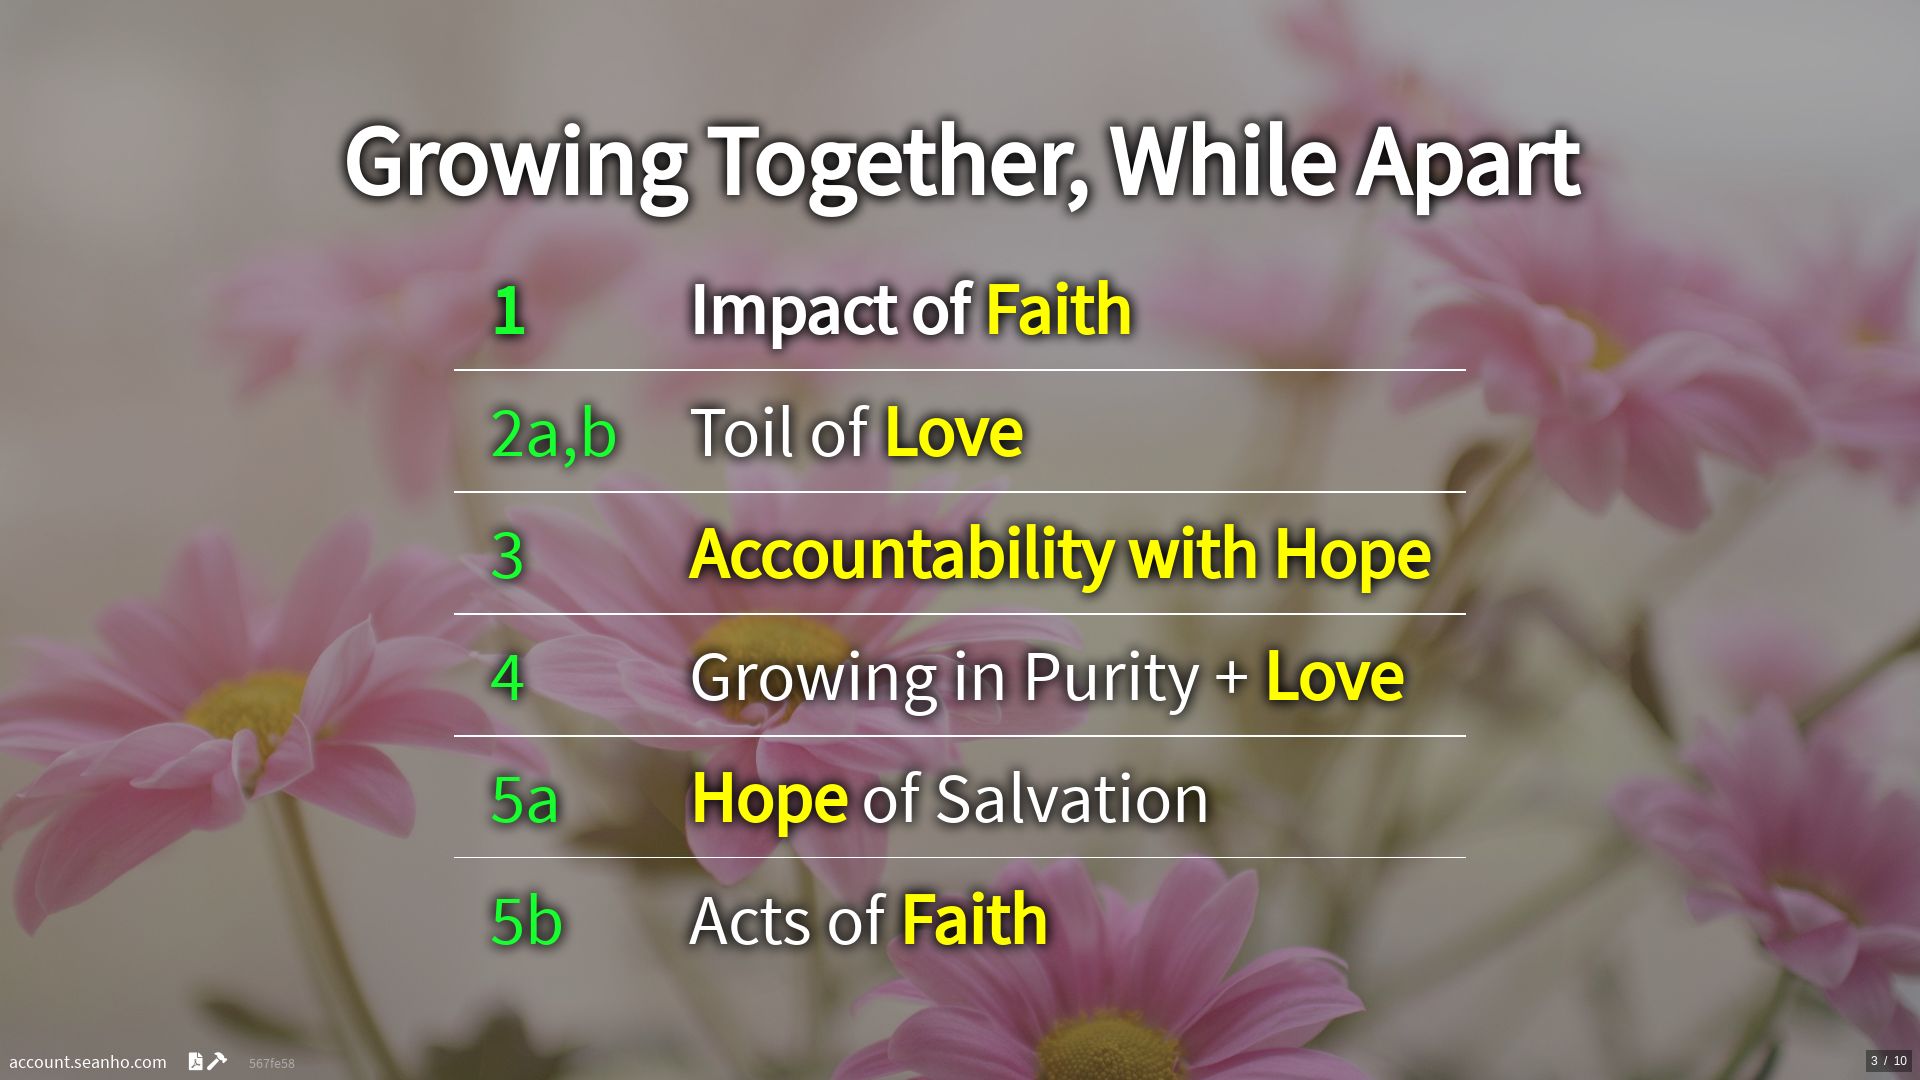 Growing Together, While Apart
1 Impact of Faith
2a,b Toil of Love
3 Accountability with Hope
4 Growing in Purity + Love
5a Hope of Salvation
5b Acts of Faith
account.seanho.com 567fe58
3 / 10